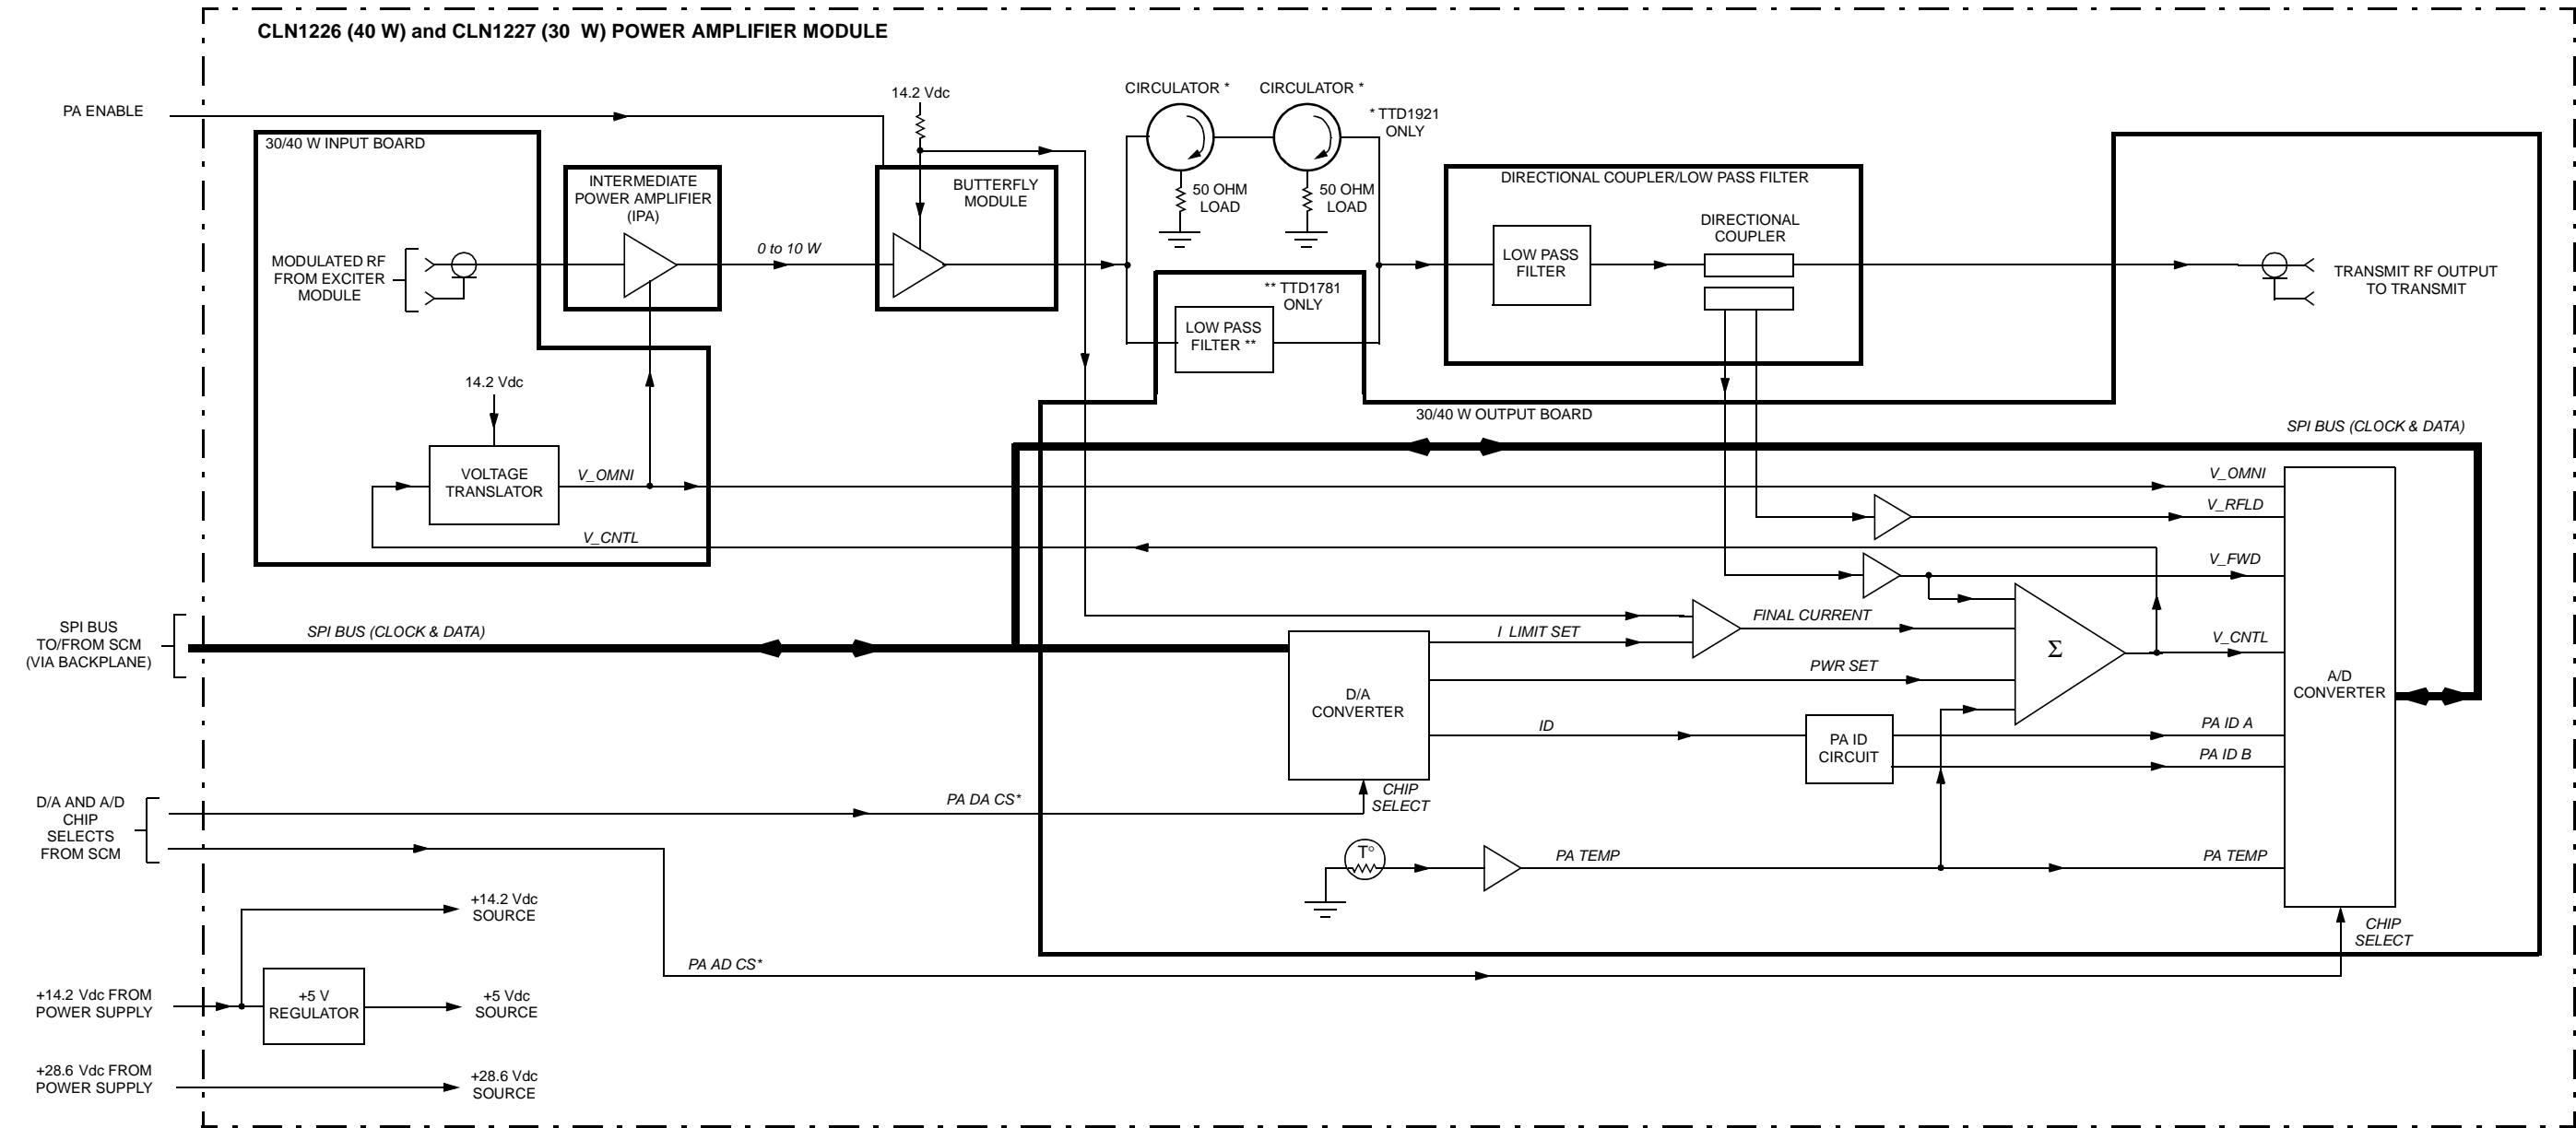 CLN1226 (40 W) and CLN1227 (30 W) POWER AMPLIFIER MODULE
PA ENABLE
30/40 W INPUT BOARD
INTERMEDIATE
POWER AMPLIFIER
(IPA)
MODULATED RF
FROM EXCITER
MODULE
0 to 10 W
14.2 Vdc
BUTTERFLY
MODULE
CIRCULATOR *
CIRCULATOR *
* TTD1921
ONLY
50 OHM
LOAD
50 OHM
LOAD
** TTD1781
ONLY
LOW PASS
FILTER **
DIRECTIONAL COUPLER/LOW PASS FILTER
LOW PASS
FILTER
DIRECTIONAL
COUPLER
TRANSMIT RF OUTPUT
TO TRANSMIT
14.2 Vdc
VOLTAGE
TRANSLATOR
V_OMNI
V_CNTL
30/40 W OUTPUT BOARD
SPI BUS (CLOCK & DATA)
V_OMNI
V_RFLD
V_FWD
V_CNTL
PA ID A
PA ID B
PA TEMP
A/D
CONVERTER
SPI BUS
TO/FROM SCM
(VIA BACKPLANE)
SPI BUS (CLOCK & DATA)
I LIMIT SET
FINAL CURRENT
PWR SET
Σ
D/A
CONVERTER
ID
PA ID
CIRCUIT
CHIP
SELECT
D/A AND A/D
CHIP
SELECTS
FROM SCM
PA DA CS*
T°
PA TEMP
CHIP
SELECT
PA AD CS*
+14.2 Vdc
SOURCE
+14.2 Vdc FROM
POWER SUPPLY
+5 V
REGULATOR
+5 Vdc
SOURCE
+28.6 Vdc FROM
POWER SUPPLY
+28.6 Vdc
SOURCE